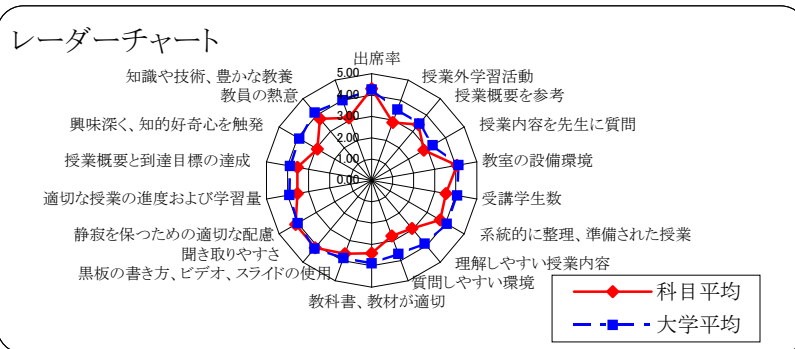 レーダーチャート
出席率
授業外学習活動
授業概要を参考
授業内容を先生に質問
教室の設備環境
受講学生数
系統的に整理、準備された授業
理解しやすい授業内容
質問しやすい環境
教科書、教材が適切
黒板の書き方、ビデオ、スライドの使用
聞き取りやすさ
静寂を保つための適切な配慮
適切な授業の進度および学習量
授業概要と到達目標の達成
興味深く、知的好奇心を触発
教員の熱意
知識や技術、豊かな教養
5.00
4.00
3.00
2.00
1.00
0.00
科目平均
大学平均